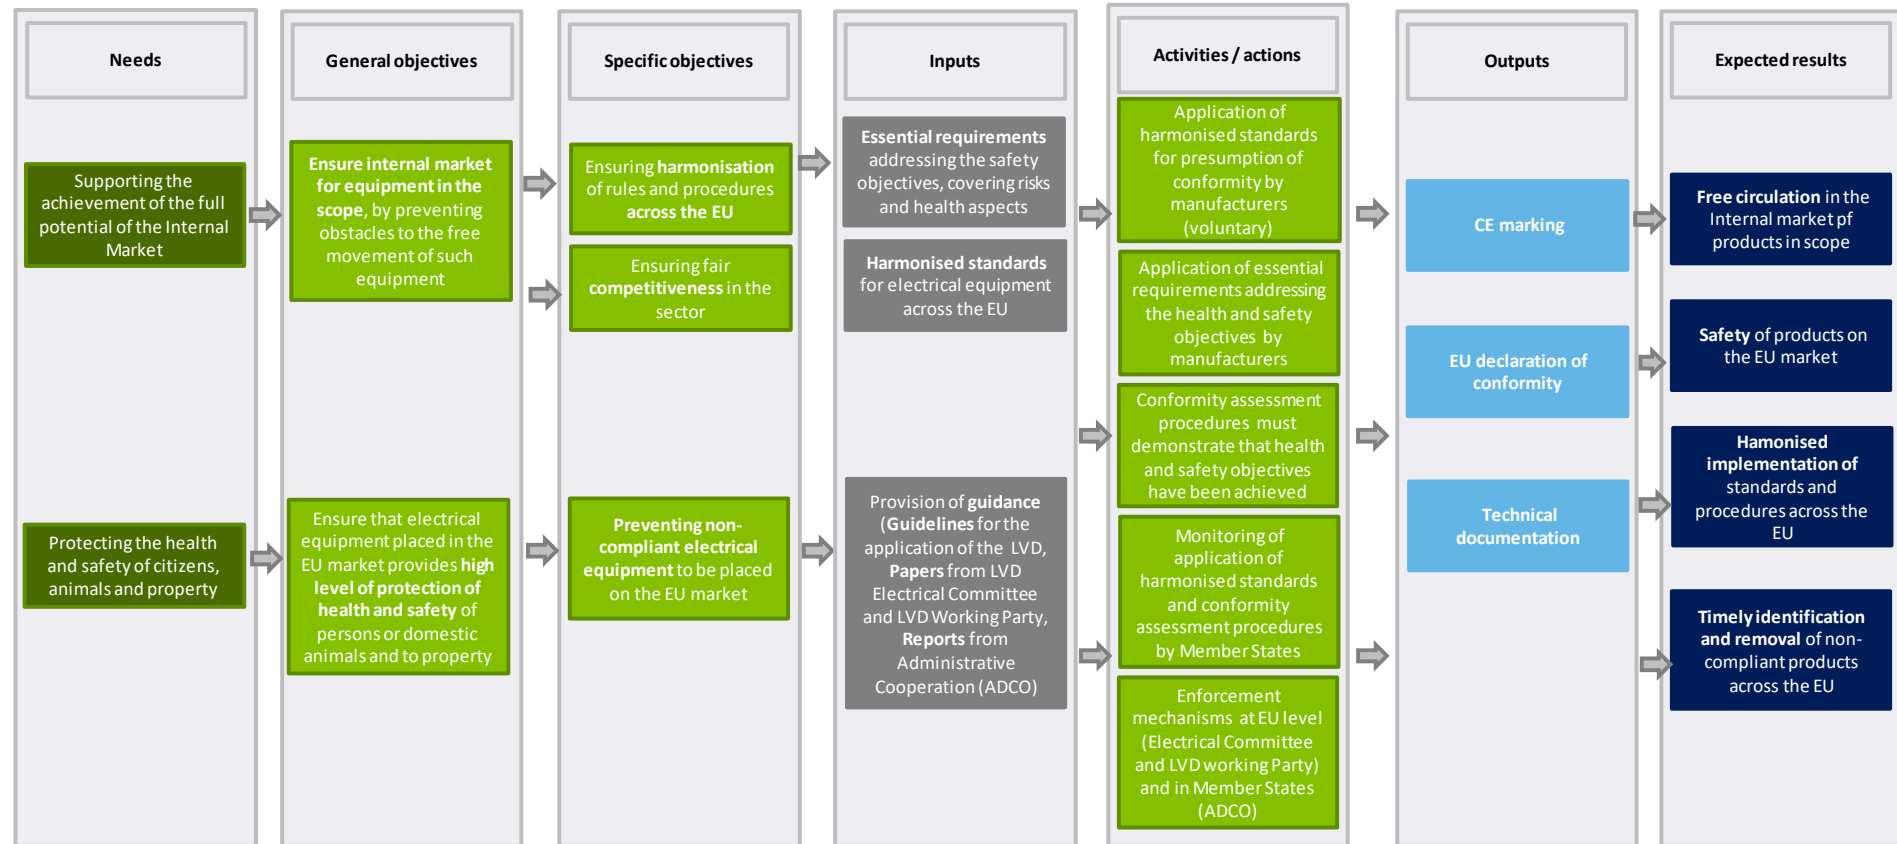 Needs
Supporting the
achievement of the full
potential of the Internal
Market
Protecting the health
and safety of citizens,
animals and property
General objectives
Ensure internal market
for equipment in the
scope, by preventing
obstacles to the free
movement of such
equipment
Ensure that electrical
equipment placed in the
EU market provides high
level of protection of
health and safety of
persons or domestic
animals and to property
Specific objectives
Ensuring harmonisation
of rules and procedures
across the EU
Ensuring fair
competitiveness in the
sector
Preventing non-
compliant electrical
equipment to be placed
on the EU market
Inputs
Essential requirements
addressing the safety
objectives, covering risks
and health aspects
Harmonised standards
for electrical equipment
across the EU
Provision of guidance
(Guidelines for the
application of the LVD,
Papers from LVD
Electrical Committee
and LVD Working Party,
Reports from
Administrative
Cooperation (ADCO)
Activities / actions
Application of
harmonised standards
for presumption of
conformity by
manufacturers
(voluntary)
Application of essential
requirements addressing
the health and safety
objectives by
manufacturers
Conformity assessment
procedures must
demonstrate that health
and safety objectives
have been achieved
Monitoring of
application of
harmonised standards
and conformity
assessment procedures
by Member States
Enforcement
mechanisms at EU level
(Electrical Committee
and LVD working Party)
and in Member States
(ADCO)
Outputs
CE marking
EU declaration of
conformity
Technical
documentation
Expected results
Free circulation in the
Internal market pf
products in scope
Safety of products on
the EU market
Hamonised
implementation of
standards and
procedures across the
EU
Timely identification
and removal of non-
compliant products
across the EU